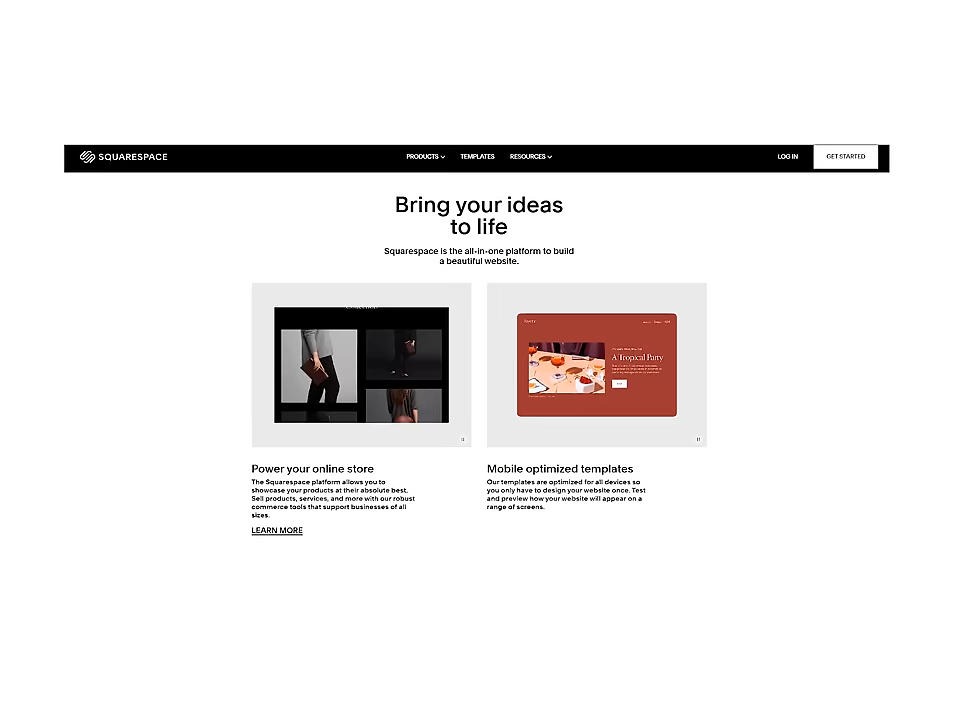 SQUARESPACE
PRODUCTS
TEMPLATES
RESOURCES
LOG IN
GET STARTED
Bring your ideas
to life
Squarespace is the all-in-one platform to build
a beautiful website.
A Tropical Party
Power your online store
The Squarespace platform allows you to
showcase your products at their absolute best.
Sell products, services, and more with our robust
commerce tools that support businesses of all
sizes.
LEARN MORE
Mobile optimized templates
Our templates are optimized for all devices so
you only have to design your website once. Test
and preview how your website will appear on a
range of screens.